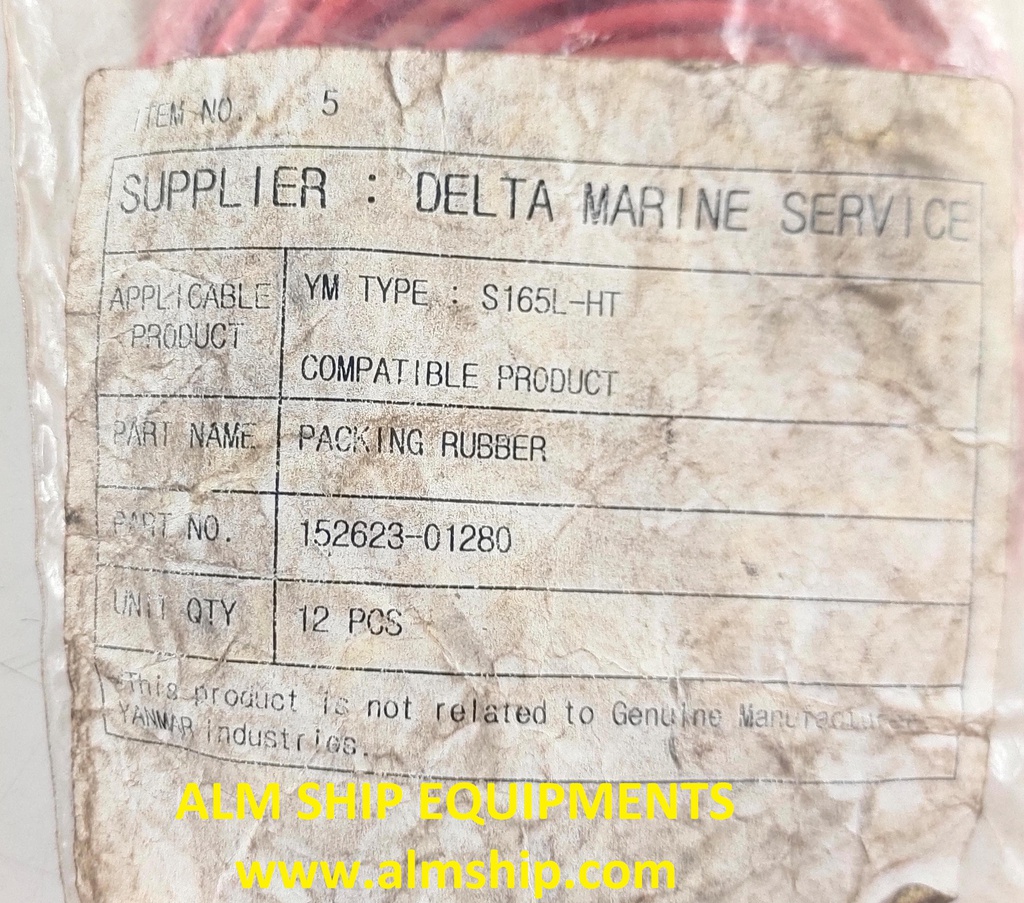 ITEM NO. 5
SUPPLIER : DELTA MARINE SERVICE
APPLICABLE PRODUCT
YM TYPE : S165L-HT
COMPATIBLE PRODUCT
PART NAME PACKING RUBBER
PART NO. 152623-01280
UNIT QTY 12 PCS
This product is not related to Genuine Manufacturer
YANMAR industries.
ALM SHIP EQUIPMENTS
www.almship.com